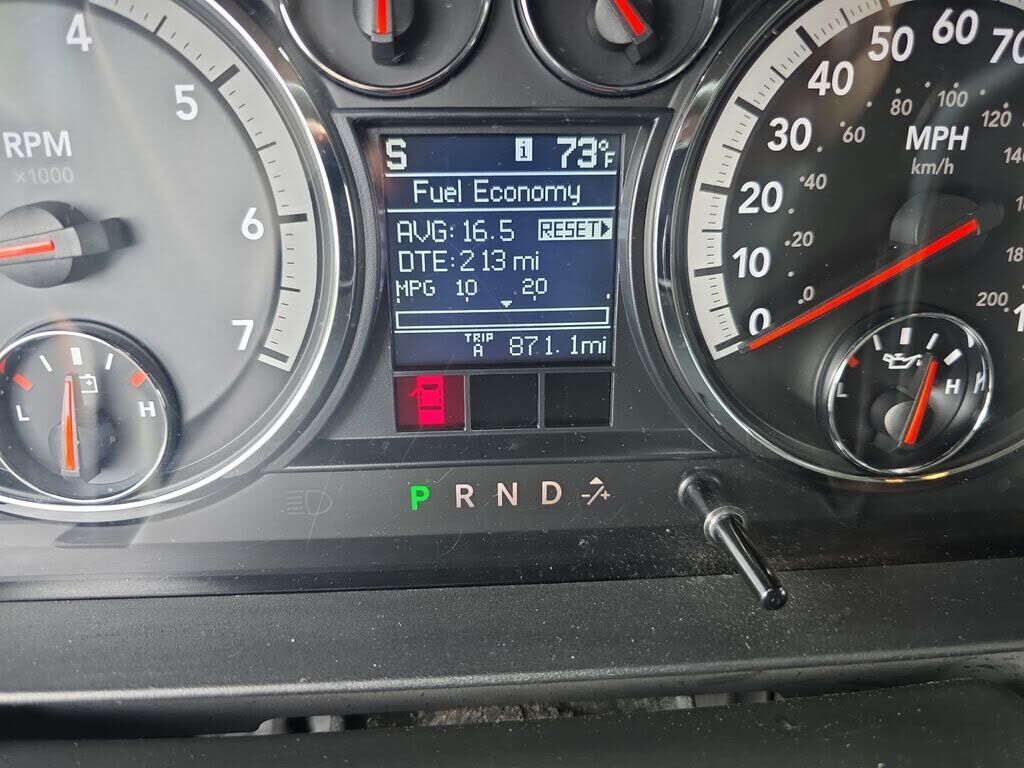 4
5
6
7
RPM
x1000
L
H
S i 73°F
Fuel Economy
AVG: 16.5 RESET
DTE: 213 mi
MPG 10 20
TRIP A 871.1mi
P R N D -/+
0
10
20
30
40
50
60
70
MPH
km/h
0
20
40
60
80
100
120
200
L
H